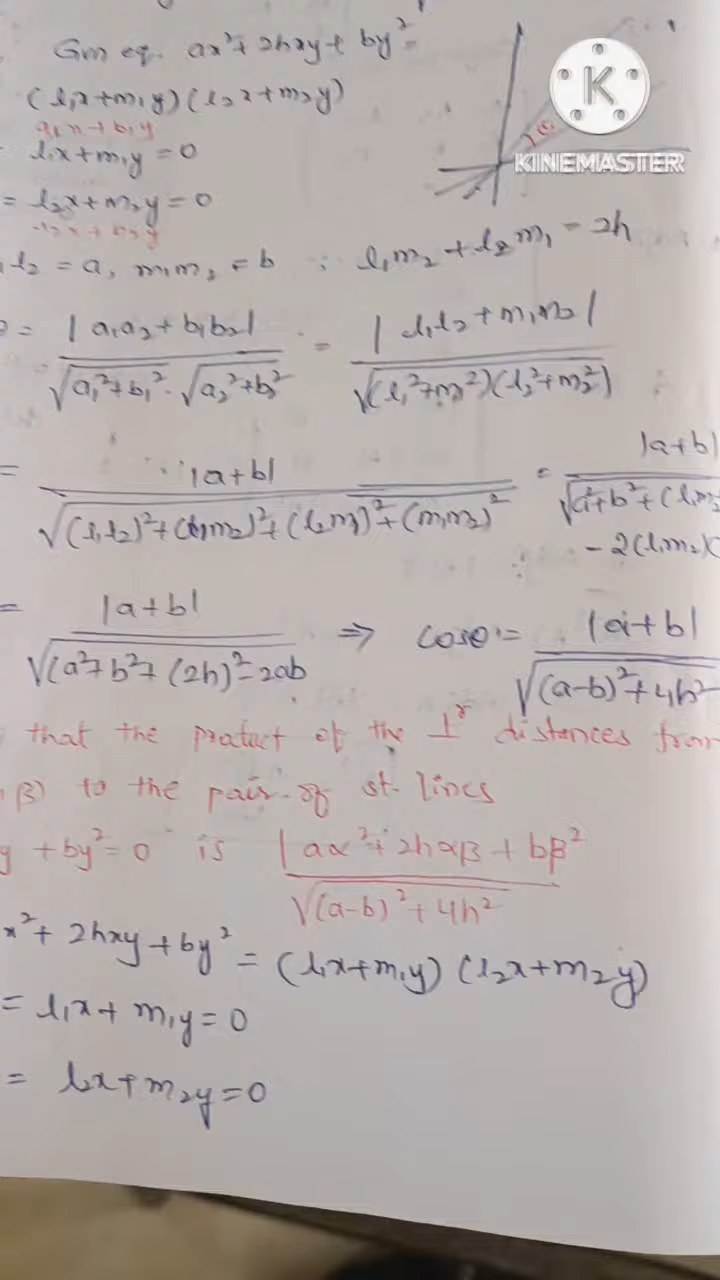 Gm eq. ax²+ 2hxy+ by² =
(l₁x+m₁y)(l₂x+m₂y)
a₁x+b₁y
l₁x+m₁y = 0
= l₂x+m₂y = 0
l₂ = a, m₁m₂ = b ; l₁m₂ + l₂m₁ = 2h
= |a₁a₂+b₁b₂| / √a₁²+b₁² · √a₂²+b₂² = |l₁l₂+m₁m₂| / √(l₁²+m₁²)(l₂²+m₂²)
= |a+b| / √(l₁l₂)²+(l₁m₂)²+(l₂m₁)²+(m₁m₂)² = |a+b| / √a²+b²+(l₁m₂
-2(l₁m₂)(
= |a+b| / √(a²+b²+(2h)²-2ab ⇒ cosθ = |a+b| / √(a-b)²+4h²
that the product of the ⊥r distances from
β) to the pair of st. lines
y +by²=0 is |aα²+2hαβ+bβ² / √(a-b)²+4h²
x²+2hxy+by² = (l₁x+m₁y) (l₂x+m₂y)
= l₁x+m₁y=0
= l₂x+m₂y=0
θ
K
KINEMASTER